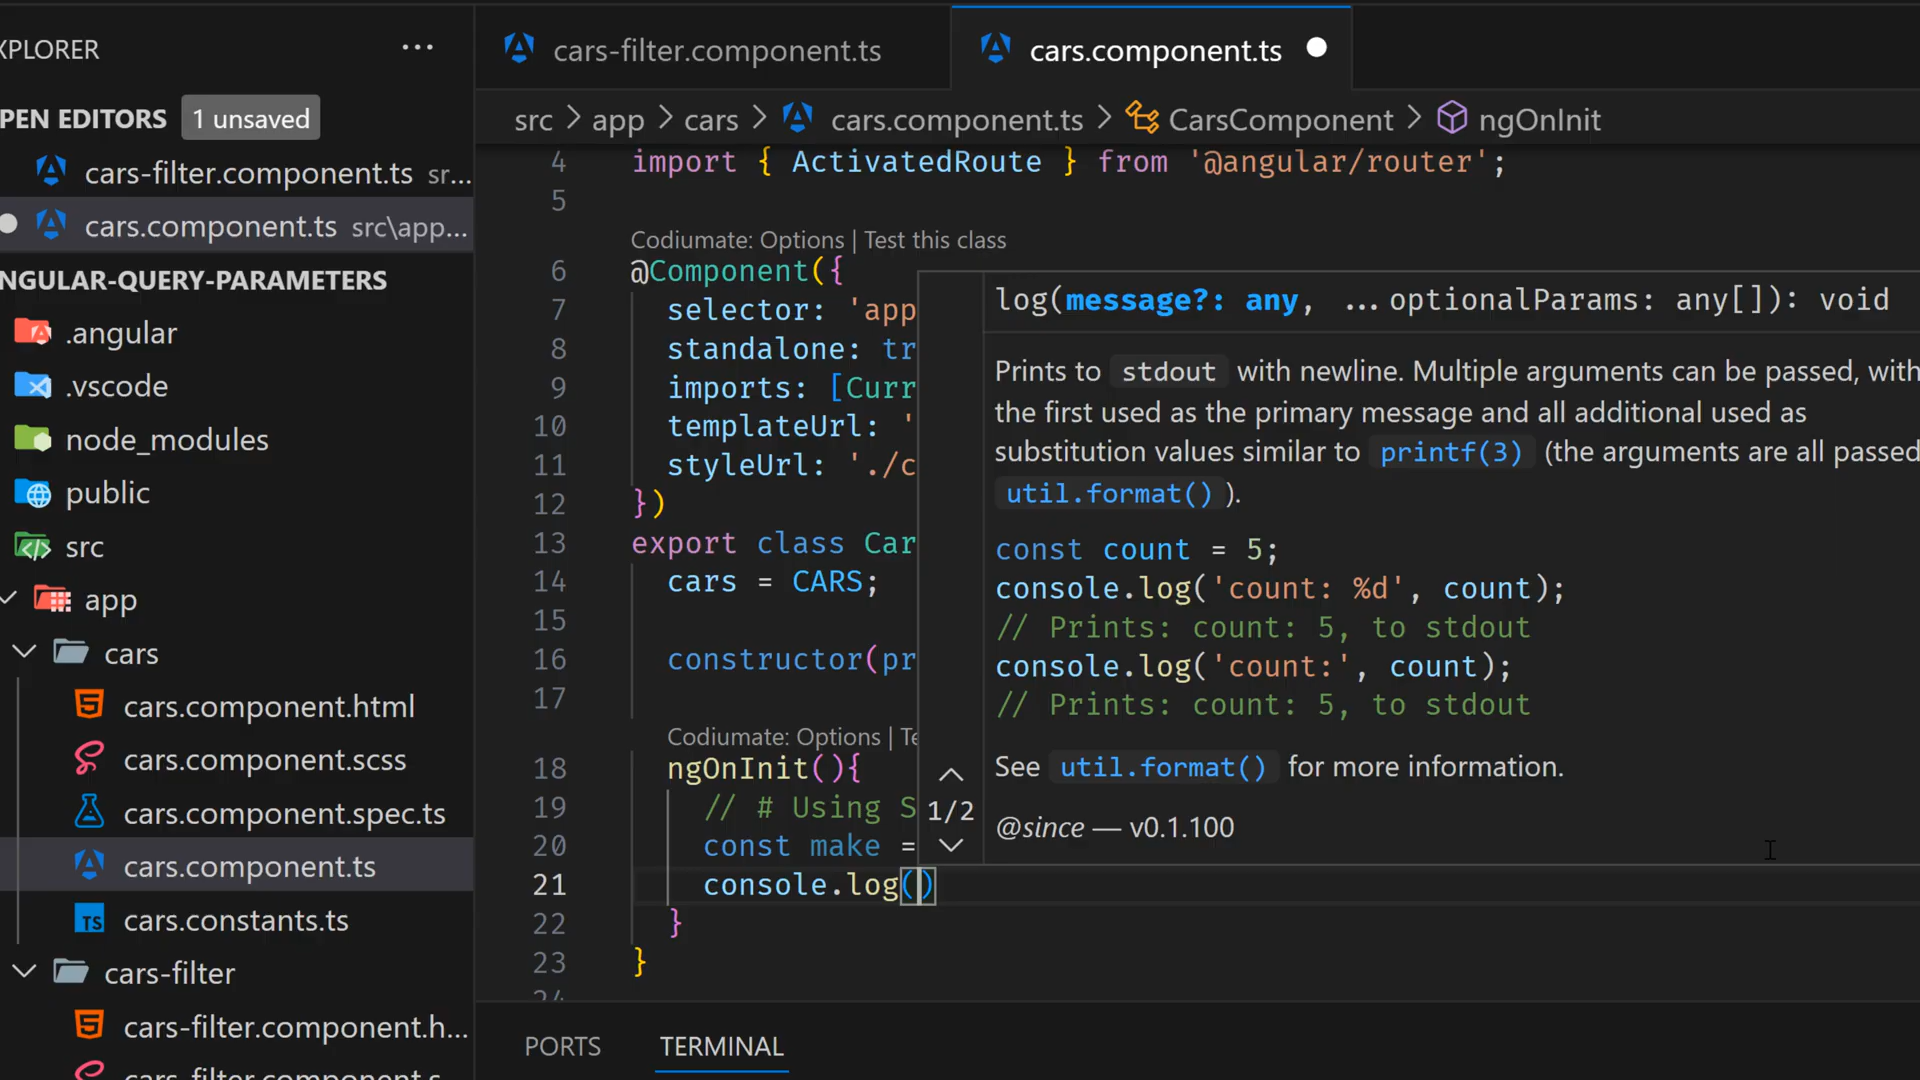 XPLORER
...
PEN EDITORS 1 unsaved
cars-filter.component.ts sr...
cars.component.ts src\app...
NGULAR-QUERY-PARAMETERS
.angular
.vscode
node_modules
public
src
app
cars
cars.component.html
cars.component.scss
cars.component.spec.ts
cars.component.ts
cars.constants.ts
cars-filter
cars-filter.component.h...
cars-filter.component.s
cars-filter.component.ts
cars.component.ts
src > app > cars > cars.component.ts > CarsComponent > ngOnInit
4 import { ActivatedRoute } from '@angular/router';
5
Codiumate: Options | Test this class
6 @Component({
7 selector: 'app
8 standalone: tr
9 imports: [Curr
10 templateUrl: '
11 styleUrl: './c
12 })
13 export class Car
14 cars = CARS;
15
16 constructor(pr
17
Codiumate: Options | Te
18 ngOnInit(){
19 // # Using S
20 const make =
21 console.log()
22 }
23 }
24
log(message?: any, ...optionalParams: any[]): void
Prints to stdout with newline. Multiple arguments can be passed, with
the first used as the primary message and all additional used as
substitution values similar to printf(3) (the arguments are all passed
util.format() ).
const count = 5;
console.log('count: %d', count);
// Prints: count: 5, to stdout
console.log('count:', count);
// Prints: count: 5, to stdout
See util.format() for more information.
@since — v0.1.100
1/2
PORTS
TERMINAL